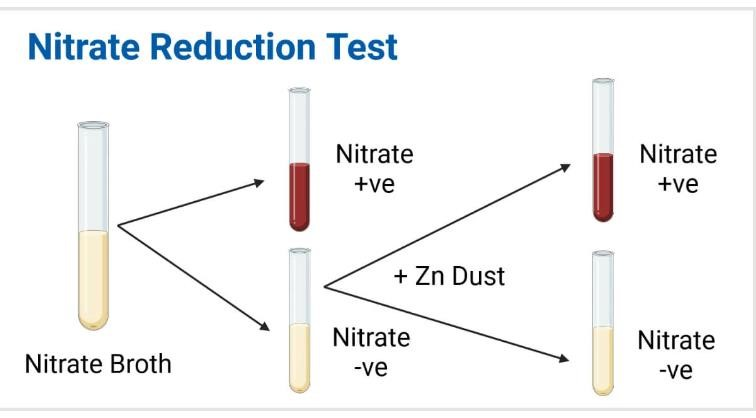 Nitrate Reduction Test
Nitrate
+ve
Nitrate
+ve
+ Zn Dust
Nitrate Broth
Nitrate
-ve
Nitrate
-ve